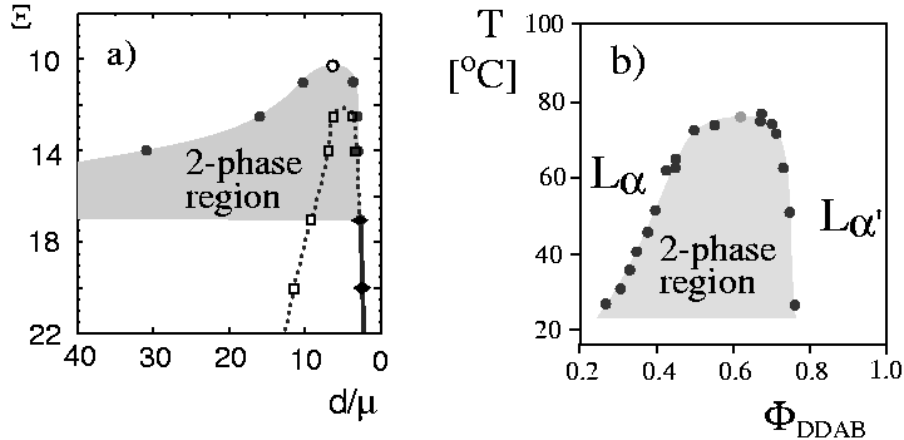 Ξ
10
14
18
22
a)
2-phase
region
40
30
20
10
0
d/μ
T
[°C]
100
80
60
40
20
b)
Lα
Lα'
2-phase
region
0.2
0.4
0.6
0.8
1.0
Φ_DDAB